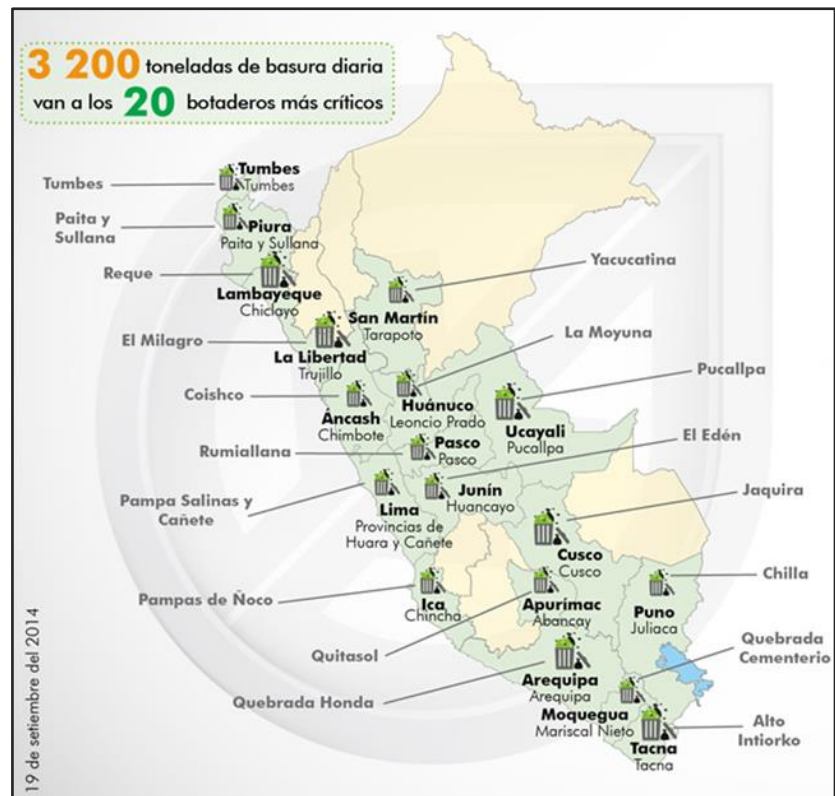 3 200 toneladas de basura diaria
van a los 20 botaderos más críticos
Tumbes
Tumbes
Tumbes
Paita y
Sullana
Piura
Paita y Sullana
Reque
Lambayeque
Chiclayo
Yacucatina
San Martín
Tarapoto
El Milagro
La Libertad
Trujillo
La Moyuna
Pucallpa
Coishco
Áncash
Chimbote
Huánuco
Leoncio Prado
Ucayali
Pucallpa
El Edén
Rumiallana
Pasco
Pasco
Junín
Huancayo
Jaquira
Pampa Salinas y
Cañete
Lima
Provincias de
Huara y Cañete
Cusco
Cusco
Chilla
Pampas de Ñoco
Ica
Chincha
Apurímac
Abancay
Puno
Juliaca
Quitasol
Quebrada
Cementerio
Arequipa
Arequipa
Quebrada Honda
Moquegua
Mariscal Nieto
Alto
Intiorko
Tacna
Tacna
19 de setiembre del 2014